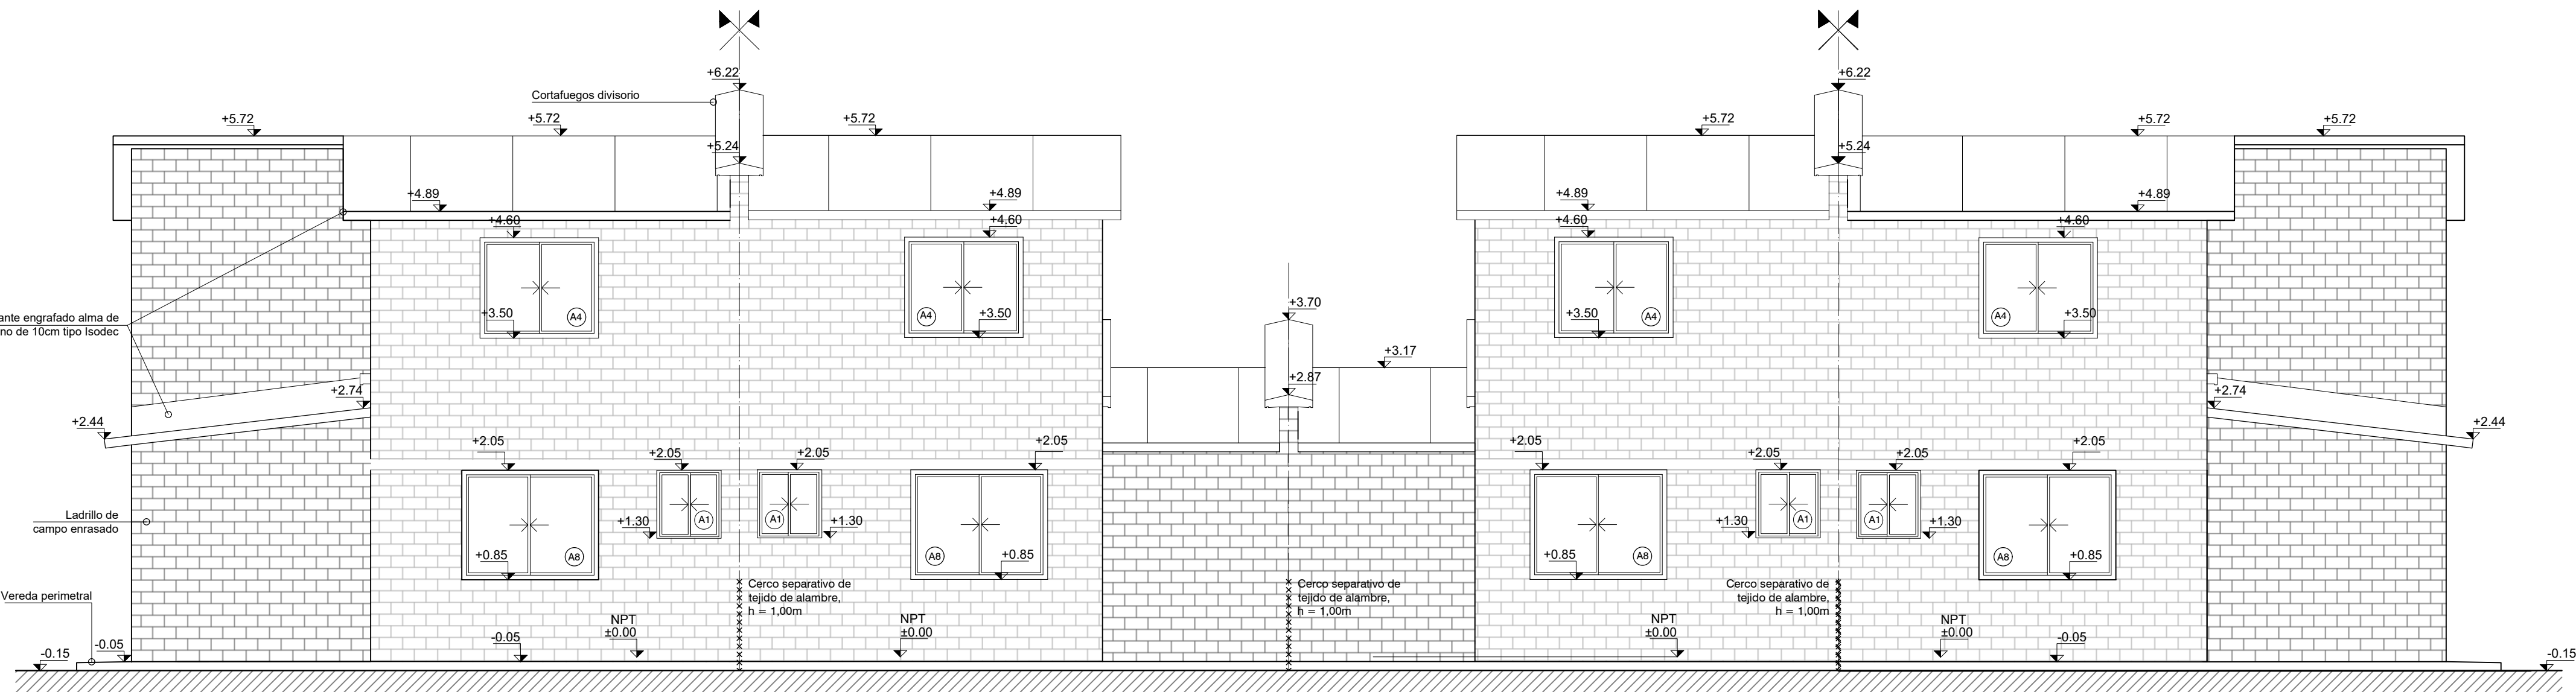 +6.22
+6.22
Cortafuegos divisorio
+5.72
+5.72
+5.72
+5.72
+5.72
+5.72
+5.24
+5.24
+4.89
+4.89
+4.89
+4.89
+4.60
+4.60
+4.60
+4.60
+3.50
A4
A4
+3.50
+3.50
A4
A4
+3.50
ante engrafado alma de
no de 10cm tipo Isodec
+3.70
+3.17
+2.87
+2.74
+2.74
+2.44
+2.44
+2.05
+2.05
+2.05
+2.05
+2.05
+2.05
+2.05
+2.05
Ladrillo de
campo enrasado
+1.30
A1
A1
+1.30
+1.30
A1
A1
+1.30
+0.85
A8
A8
+0.85
+0.85
A8
A8
+0.85
Vereda perimetral
Cerco separativo de
tejido de alambre,
h = 1,00m
Cerco separativo de
tejido de alambre,
h = 1,00m
Cerco separativo de
tejido de alambre,
h = 1,00m
NPT
±0.00
NPT
±0.00
NPT
±0.00
NPT
±0.00
-0.15
-0.05
-0.05
-0.05
-0.15